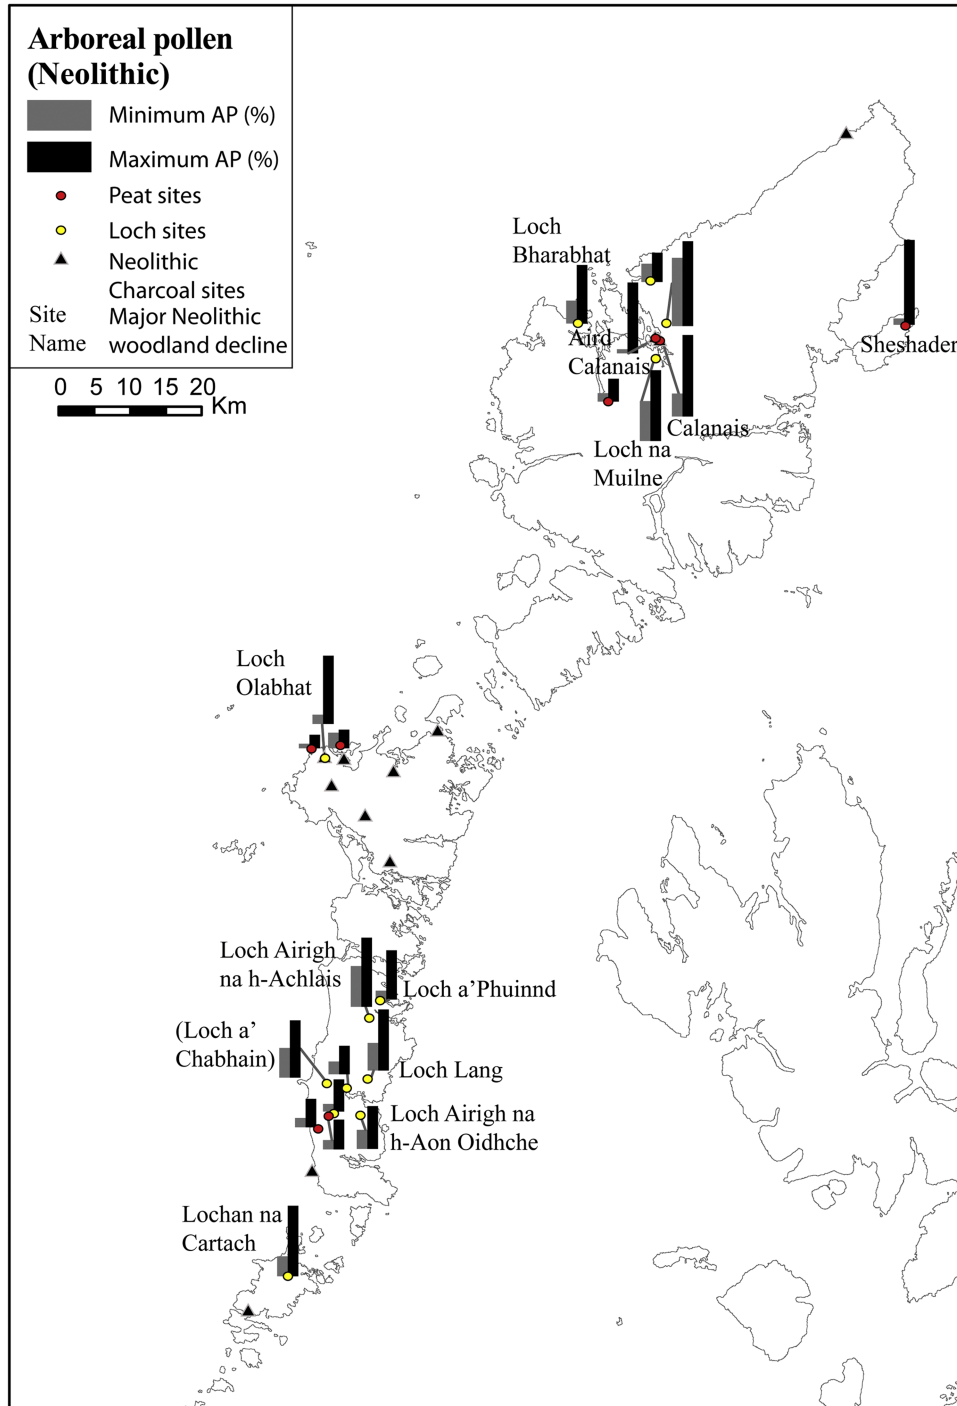 Arboreal pollen
(Neolithic)
Minimum AP (%)
Maximum AP (%)
Peat sites
Loch sites
Neolithic
Charcoal sites
Site
Name
Major Neolithic
woodland decline
0 5 10 15 20
Km
Loch
Bharabhat
Aird
Calanais
Sheshader
Calanais
Loch na
Muilne
Loch
Olabhat
Loch Airigh
na h-Achlais
Loch a’Phuinnd
(Loch a’
Chabhain)
Loch Lang
Loch Airigh na
h-Aon Oidhche
Lochan na
Cartach